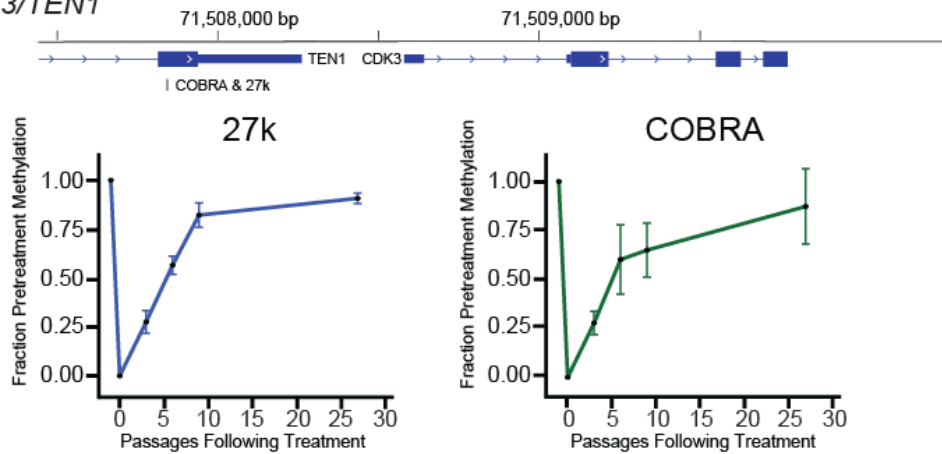 3/TEN1
71,508,000 bp 71,509,000 bp
TEN1 CDK3
COBRA & 27k
27k
Fraction Pretreatment Methylation
1.00
0.75
0.50
0.25
0.00
0 5 10 15 20 25 30
Passages Following Treatment
COBRA
Fraction Pretreatment Methylation
1.00
0.75
0.50
0.25
0.00
0 5 10 15 20 25 30
Passages Following Treatment